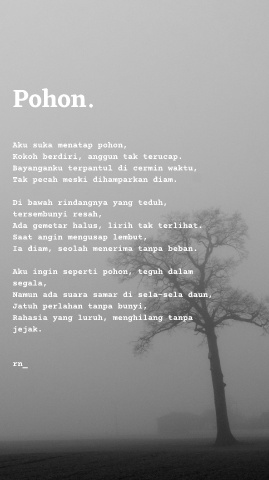 Pohon.
Aku suka menatap pohon,
Kokoh berdiri, anggun tak terucap.
Bayanganku terpantul di cermin waktu,
Tak pecah meski dihamparkan diam.
Di bawah rindangnya yang teduh,
tersembunyi resah,
Ada gemetar halus, lirih tak terlihat.
Saat angin mengusap lembut,
Ia diam, seolah menerima tanpa beban.
Aku ingin seperti pohon, teguh dalam
segala,
Namun ada suara samar di sela-sela daun,
Jatuh perlahan tanpa bunyi,
Rahasia yang luruh, menghilang tanpa
jejak.
rn_